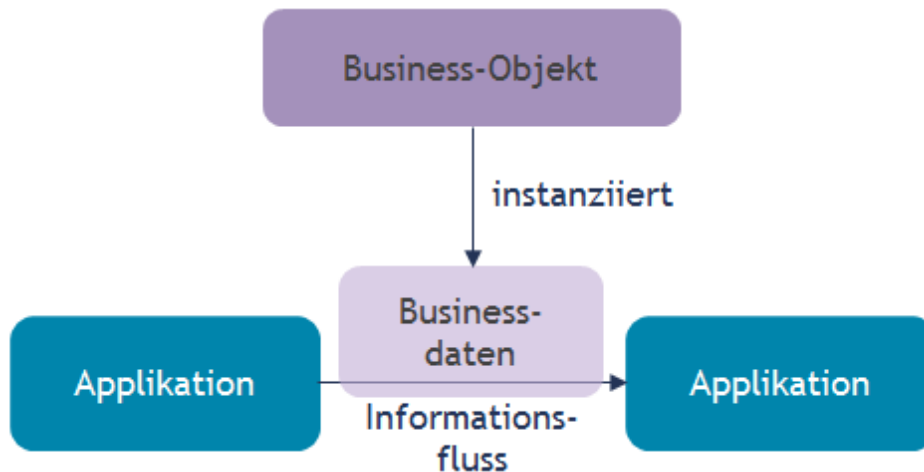 Business-Objekt
instanziiert
Business-
daten
Applikation
Applikation
Informations-
fluss